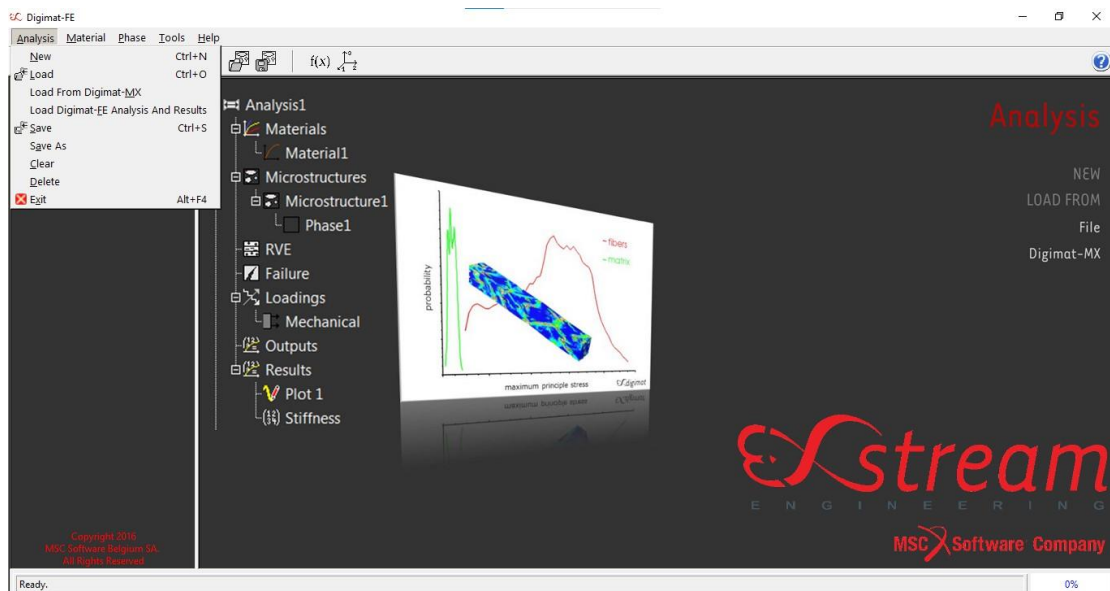 Digimat-FE
Analysis Material Phase Tools Help
New Ctrl+N
Load Ctrl+O
Load From Digimat-MX
Load Digimat-FE Analysis And Results
Save Ctrl+S
Save As
Clear
Delete
Exit Alt+F4
f(x)
Analysis1
Materials
Material1
Microstructures
Microstructure1
Phase1
RVE
Failure
Loadings
Mechanical
Outputs
Results
Plot 1
Stiffness
probability
fibers
matrix
maximum principle stress
digimat
Analysis
NEW
LOAD FROM
File
Digimat-MX
eXstream
ENGINEERING
MSC Software Company
Copyright 2016
MSC Software Belgium SA.
All Rights Reserved
Ready. 0%